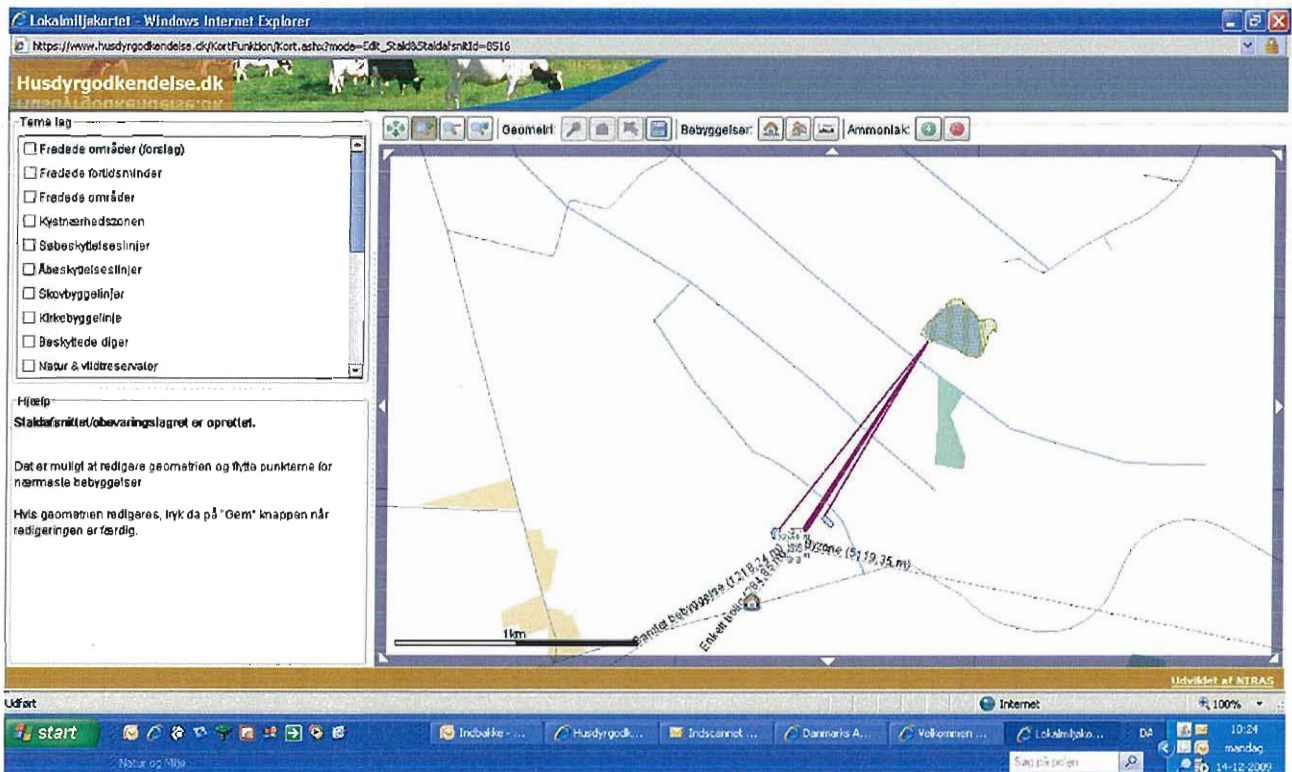 Lokalmiljøkortet - Windows Internet Explorer
https://www.husdyrgodkendelse.dk/KortFunktion/Kort.ashx?mode=Edit_Stald&StaldafsnitId=8516
Husdyrgodkendelse.dk
Tema lag
Fredede områder (forslag)
Fredede fortidsminder
Fredede områder
Kystnærhedszonen
Søbeskyttelseslinjer
Åbeskyttelseslinjer
Skovbyggelinjer
Kirkebyggelinje
Beskyttede diger
Natur & vildtreservater
Hjælp
Staldafsnittet/obevaringslagret er oprettet.
Det er muligt at redigere geometrien og flytte punkterne for
nærmeste bebyggelser
Hvis geometrien redigeres, tryk da på "Gem" knappen når
redigeringen er færdig.
Geometri: Bebyggelser: Ammoniak:
Byzone (5119,35 m)
Samlet bebyggelse (1218,24 m)
Enkelt bolig
1km
Udviklet af NIRAS
Udført
Internet
100%
start
Indbakke - ...
Husdyrgodk...
Indscannet ...
Danmarks A...
Velkommen ...
Lokalmiljøko...
DA
10:24
mandag
14-12-2009
Natur og Miljø
Søg på polen